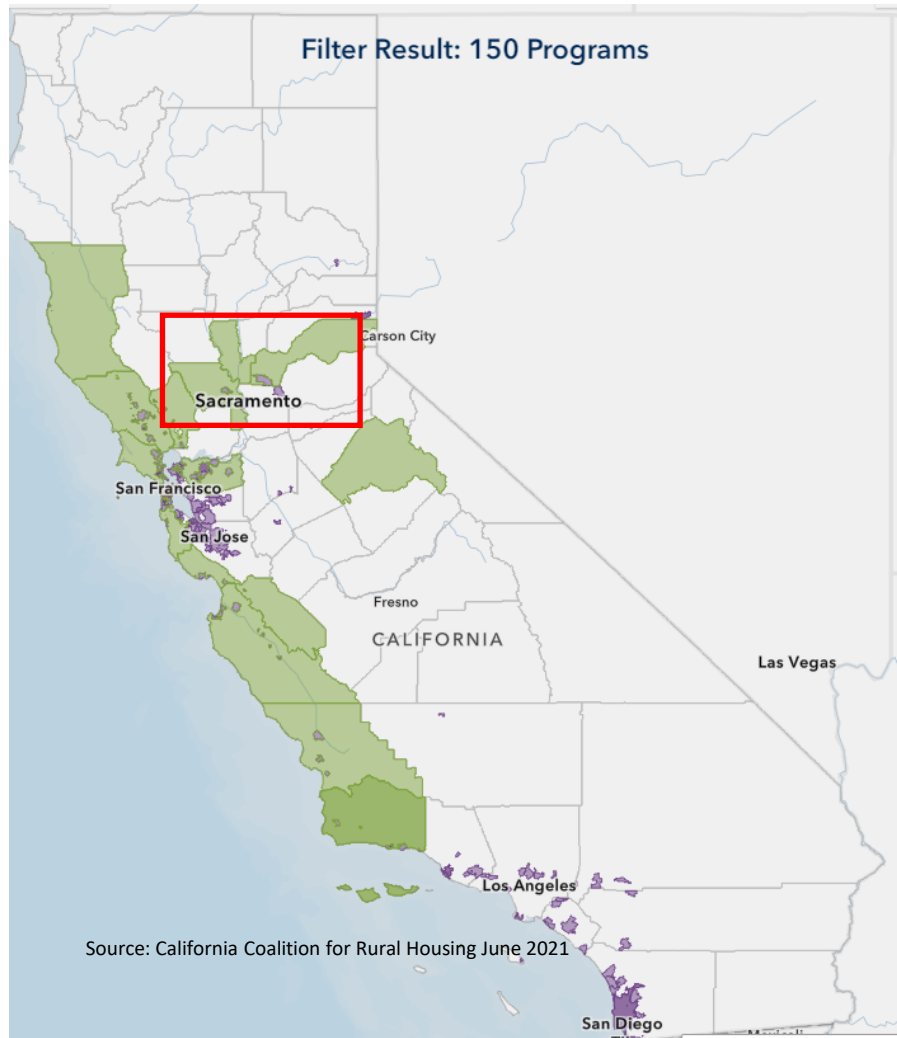 Filter Result: 150 Programs
Carson City
Sacramento
San Francisco
San Jose
Fresno
CALIFORNIA
Las Vegas
Los Angeles
Source: California Coalition for Rural Housing June 2021
San Diego